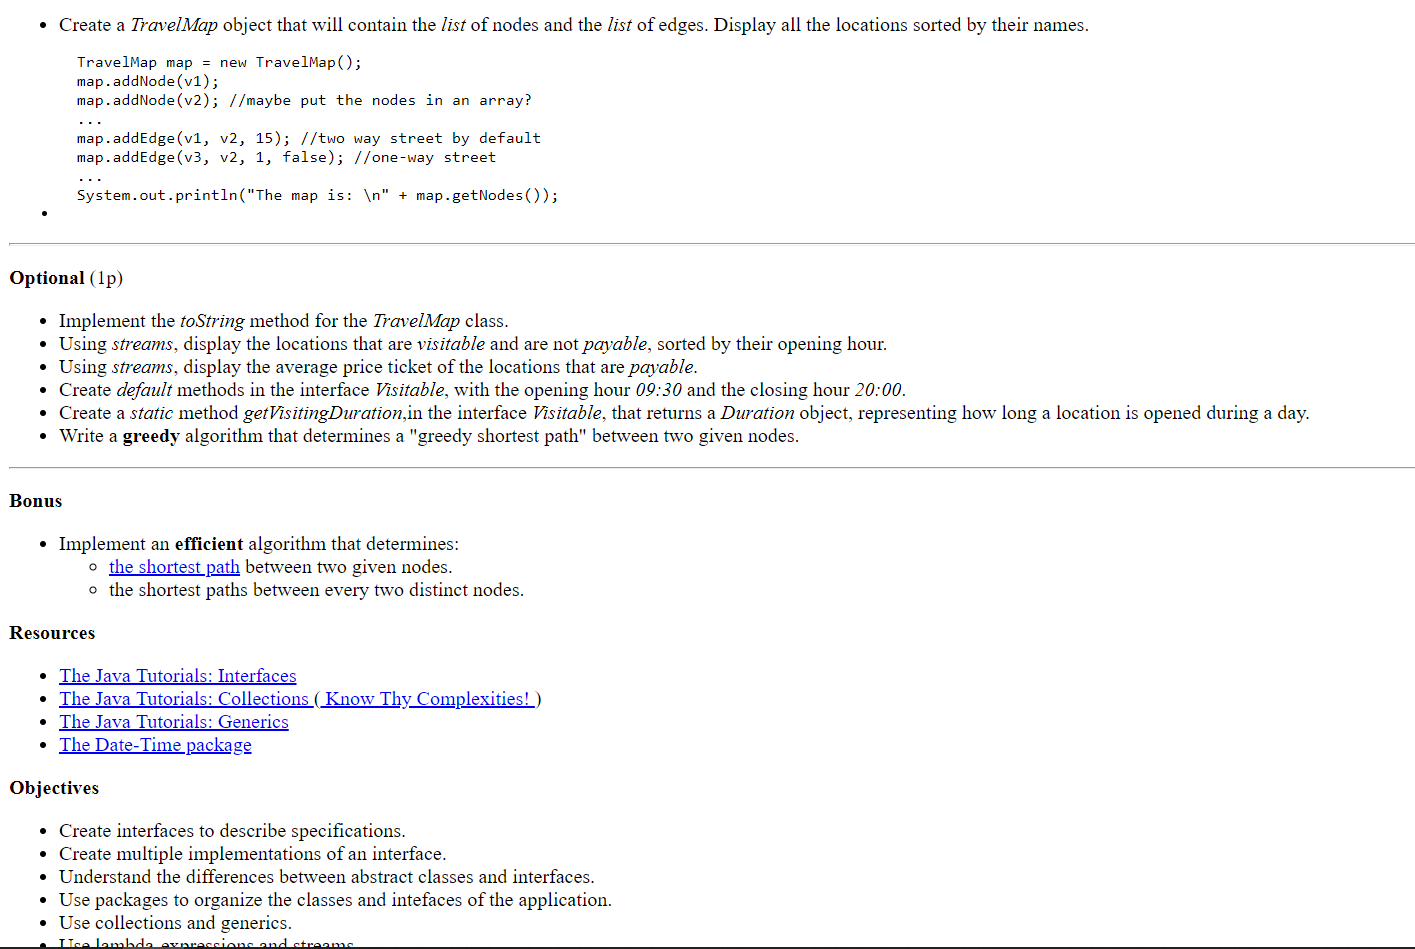 Create a TravelMap object that will contain the list of nodes and the list of edges. Display all the locations sorted by their names.
TravelMap map = new TravelMap();
map.addNode(v1);
map.addNode(v2); //maybe put the nodes in an array?
...
map.addEdge(v1, v2, 15); //two way street by default
map.addEdge(v3, v2, 1, false); //one-way street
...
System.out.println("The map is: \n" + map.getNodes());
Optional (1p)
Implement the toString method for the TravelMap class.
Using streams, display the locations that are visitable and are not payable, sorted by their opening hour.
Using streams, display the average price ticket of the locations that are payable.
Create default methods in the interface Visitable, with the opening hour 09:30 and the closing hour 20:00.
Create a static method getVisitingDuration,in the interface Visitable, that returns a Duration object, representing how long a location is opened during a day.
Write a greedy algorithm that determines a "greedy shortest path" between two given nodes.
Bonus
Implement an efficient algorithm that determines:
the shortest path between two given nodes.
the shortest paths between every two distinct nodes.
Resources
The Java Tutorials: Interfaces
The Java Tutorials: Collections ( Know Thy Complexities! )
The Java Tutorials: Generics
The Date-Time package
Objectives
Create interfaces to describe specifications.
Create multiple implementations of an interface.
Understand the differences between abstract classes and interfaces.
Use packages to organize the classes and intefaces of the application.
Use collections and generics.
Use lambda-expressions and streams